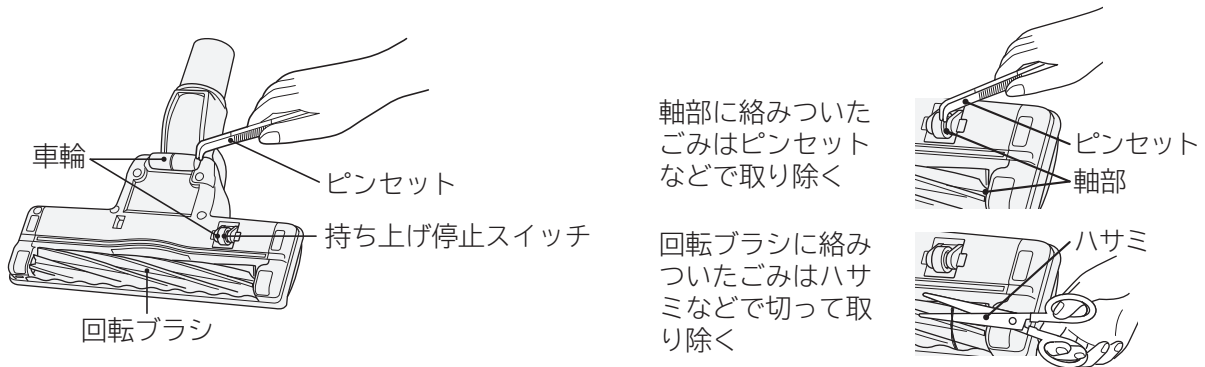 車輪
ピンセット
持ち上げ停止スイッチ
回転ブラシ
軸部に絡みついた
ごみはピンセット
などで取り除く
ピンセット
軸部
回転ブラシに絡み
ついたごみはハサ
ミなどで切って取
り除く
ハサミ